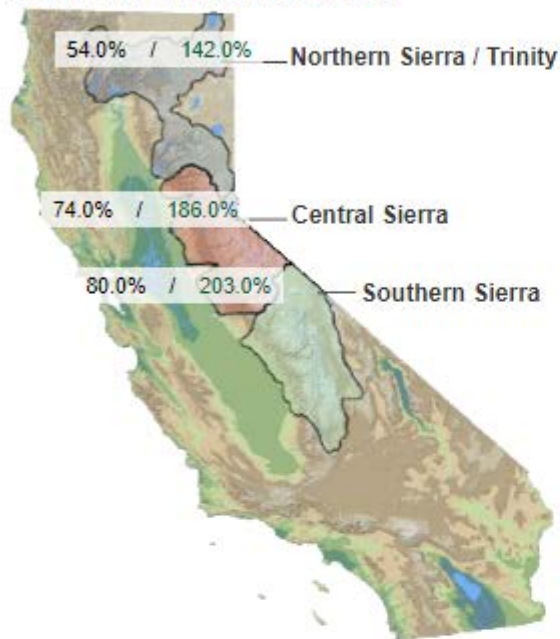 54.0% / 142.0% Northern Sierra / Trinity
74.0% / 186.0% Central Sierra
80.0% / 203.0% Southern Sierra